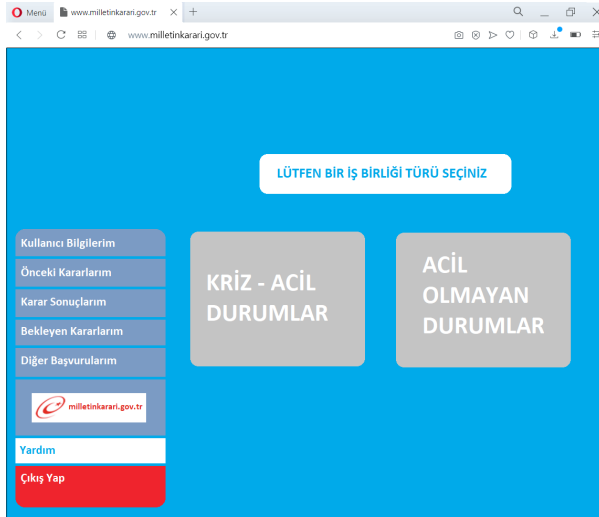 Menü
www.milletinkarari.gov.tr
www.milletinkarari.gov.tr
LÜTFEN BİR İŞ BİRLİĞİ TÜRÜ SEÇİNİZ
Kullanıcı Bilgilerim
Önceki Kararlarım
Karar Sonuçlarım
Bekleyen Kararlarım
Diğer Başvurularım
milletinkarari.gov.tr
Yardım
Çıkış Yap
KRİZ - ACİL
DURUMLAR
ACİL
OLMAYAN
DURUMLAR